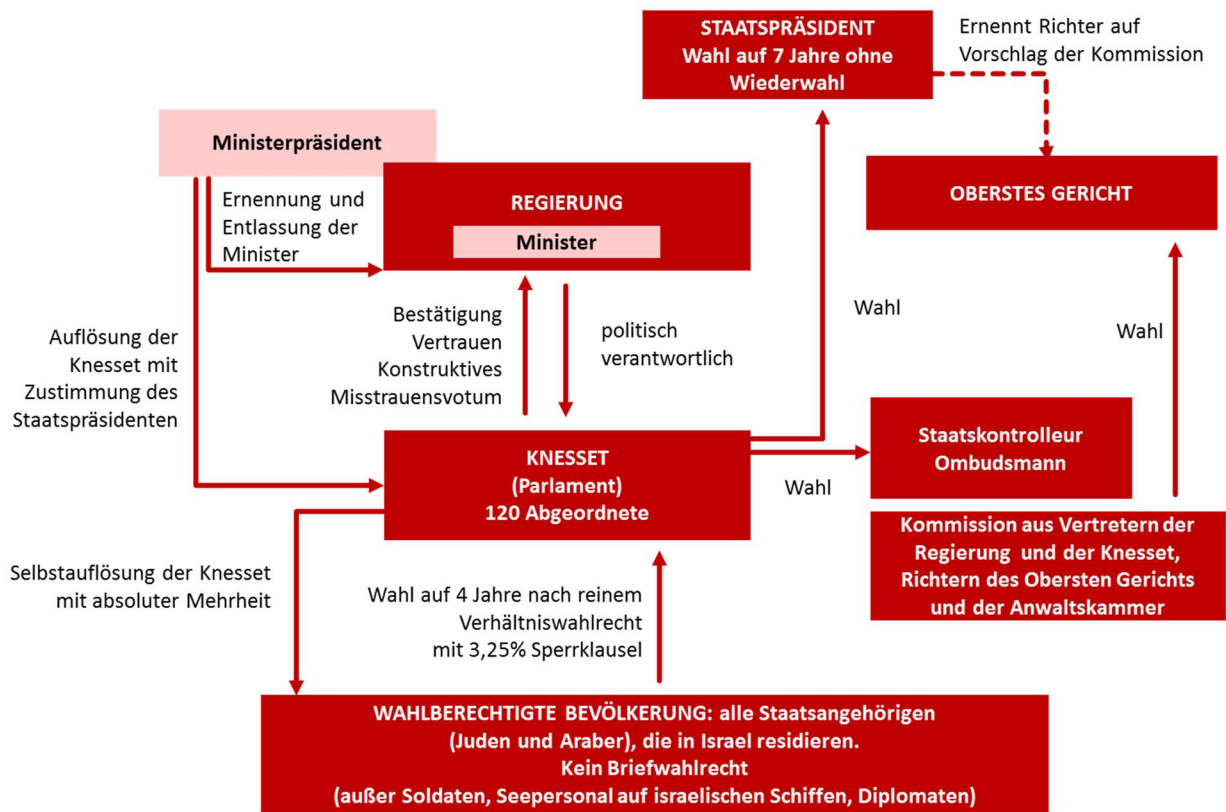 STAATSPRÄSIDENT
Wahl auf 7 Jahre ohne
Wiederwahl
Ernennt Richter auf
Vorschlag der Kommission
Ministerpräsident
Ernennung und
Entlassung der
Minister
REGIERUNG
Minister
OBERSTES GERICHT
Auflösung der
Knesset mit
Zustimmung des
Staatspräsidenten
Bestätigung
Vertrauen
Konstruktives
Misstrauensvotum
politisch
verantwortlich
Wahl
Wahl
KNESSET
(Parlament)
120 Abgeordnete
Wahl
Staatskontrolleur
Ombudsmann
Kommission aus Vertretern der
Regierung und der Knesset,
Richtern des Obersten Gerichts
und der Anwaltskammer
Selbstauflösung der Knesset
mit absoluter Mehrheit
Wahl auf 4 Jahre nach reinem
Verhältniswahlrecht
mit 3,25% Sperrklausel
WAHLBERECHTIGTE BEVÖLKERUNG: alle Staatsangehörigen
(Juden und Araber), die in Israel residieren.
Kein Briefwahlrecht
(außer Soldaten, Seepersonal auf israelischen Schiffen, Diplomaten)